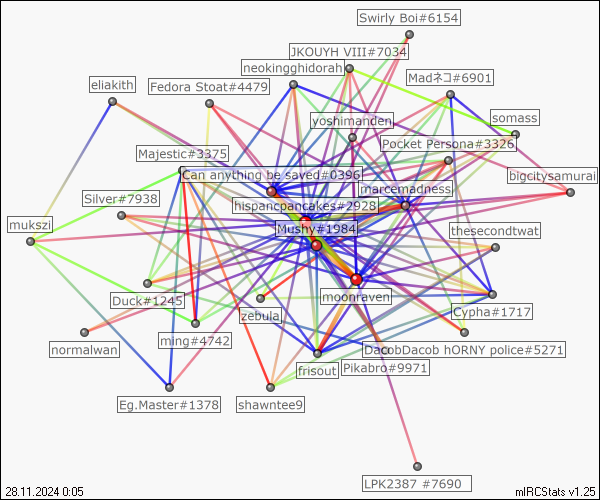 Swirly Boi#6154
JKOUYH VIII#7034
neokingghidorah
Madネコ#6901
eliakith
Fedora Stoat#4479
somass
yoshimanden
Pocket Persona#3326
Majestic#3375
Can anything be saved#0396
bigcitysamurai
marcemadness
Silver#7938
hispancpancakes#2928
mukszi
Mushy#1984
thesecondtwat
moonraven
Duck#1245
zebula
Cypha#1717
ming#4742
normalwan
DacobDacob hORNY police#5271
frisout
Pikabro#9971
Eg.Master#1378
shawntee9
LPK2387 #7690
28.11.2024 0:05
mIRCStats v1.25